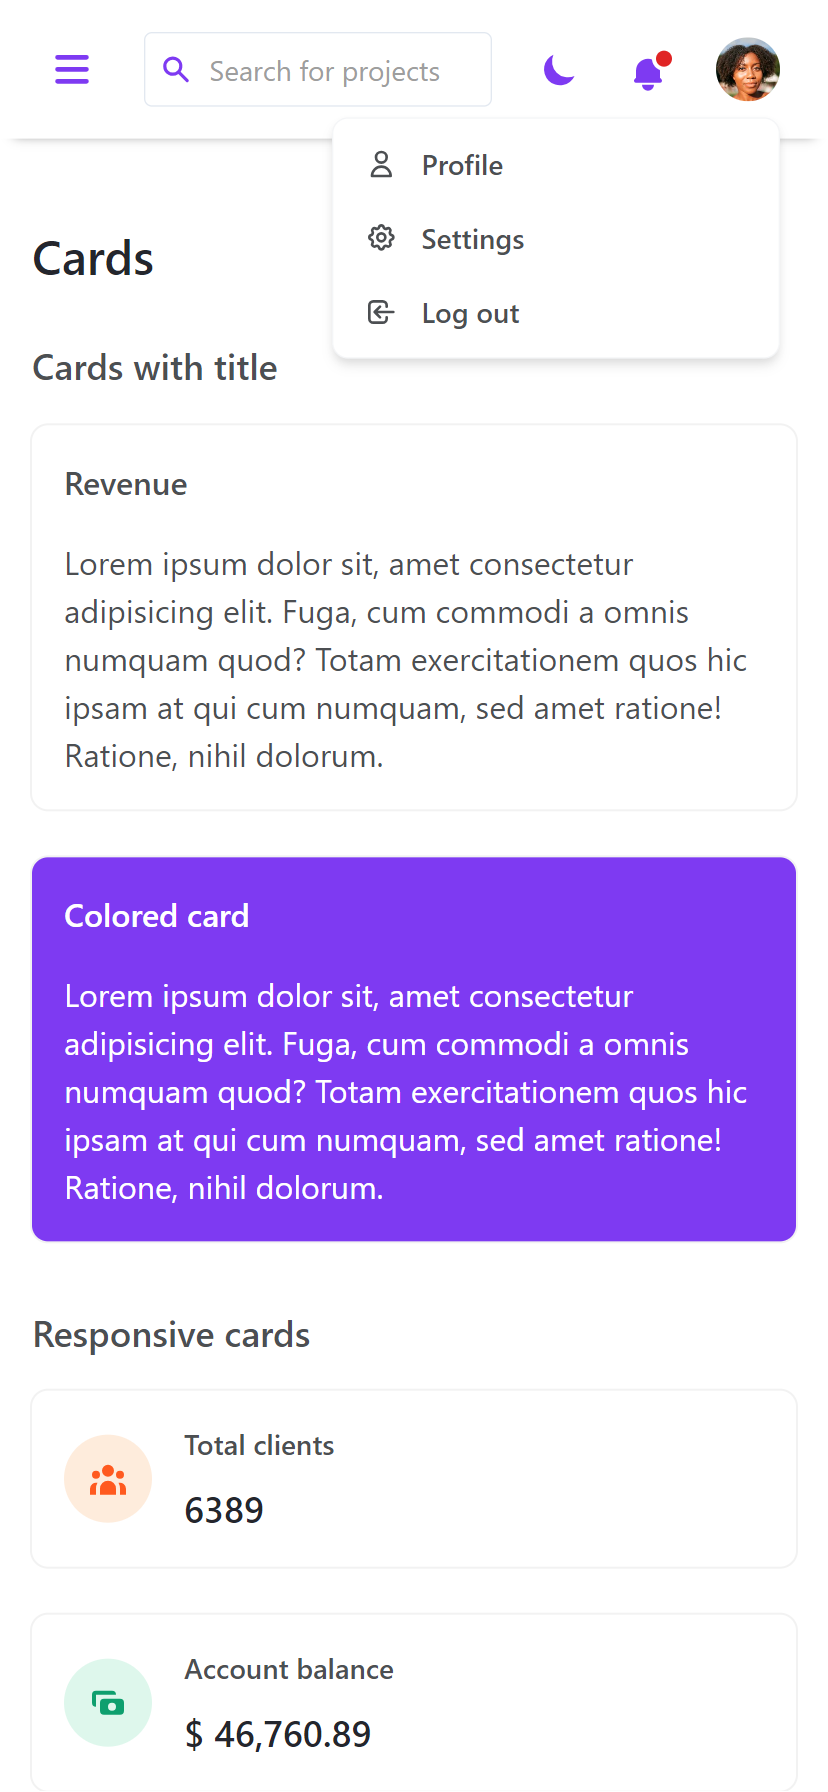 Search for projects
Profile
Settings
Log out
Cards
Cards with title
Revenue
Lorem ipsum dolor sit, amet consectetur
adipisicing elit. Fuga, cum commodi a omnis
numquam quod? Totam exercitationem quos hic
ipsam at qui cum numquam, sed amet ratione!
Ratione, nihil dolorum.
Colored card
Lorem ipsum dolor sit, amet consectetur
adipisicing elit. Fuga, cum commodi a omnis
numquam quod? Totam exercitationem quos hic
ipsam at qui cum numquam, sed amet ratione!
Ratione, nihil dolorum.
Responsive cards
Total clients
6389
Account balance
$ 46,760.89